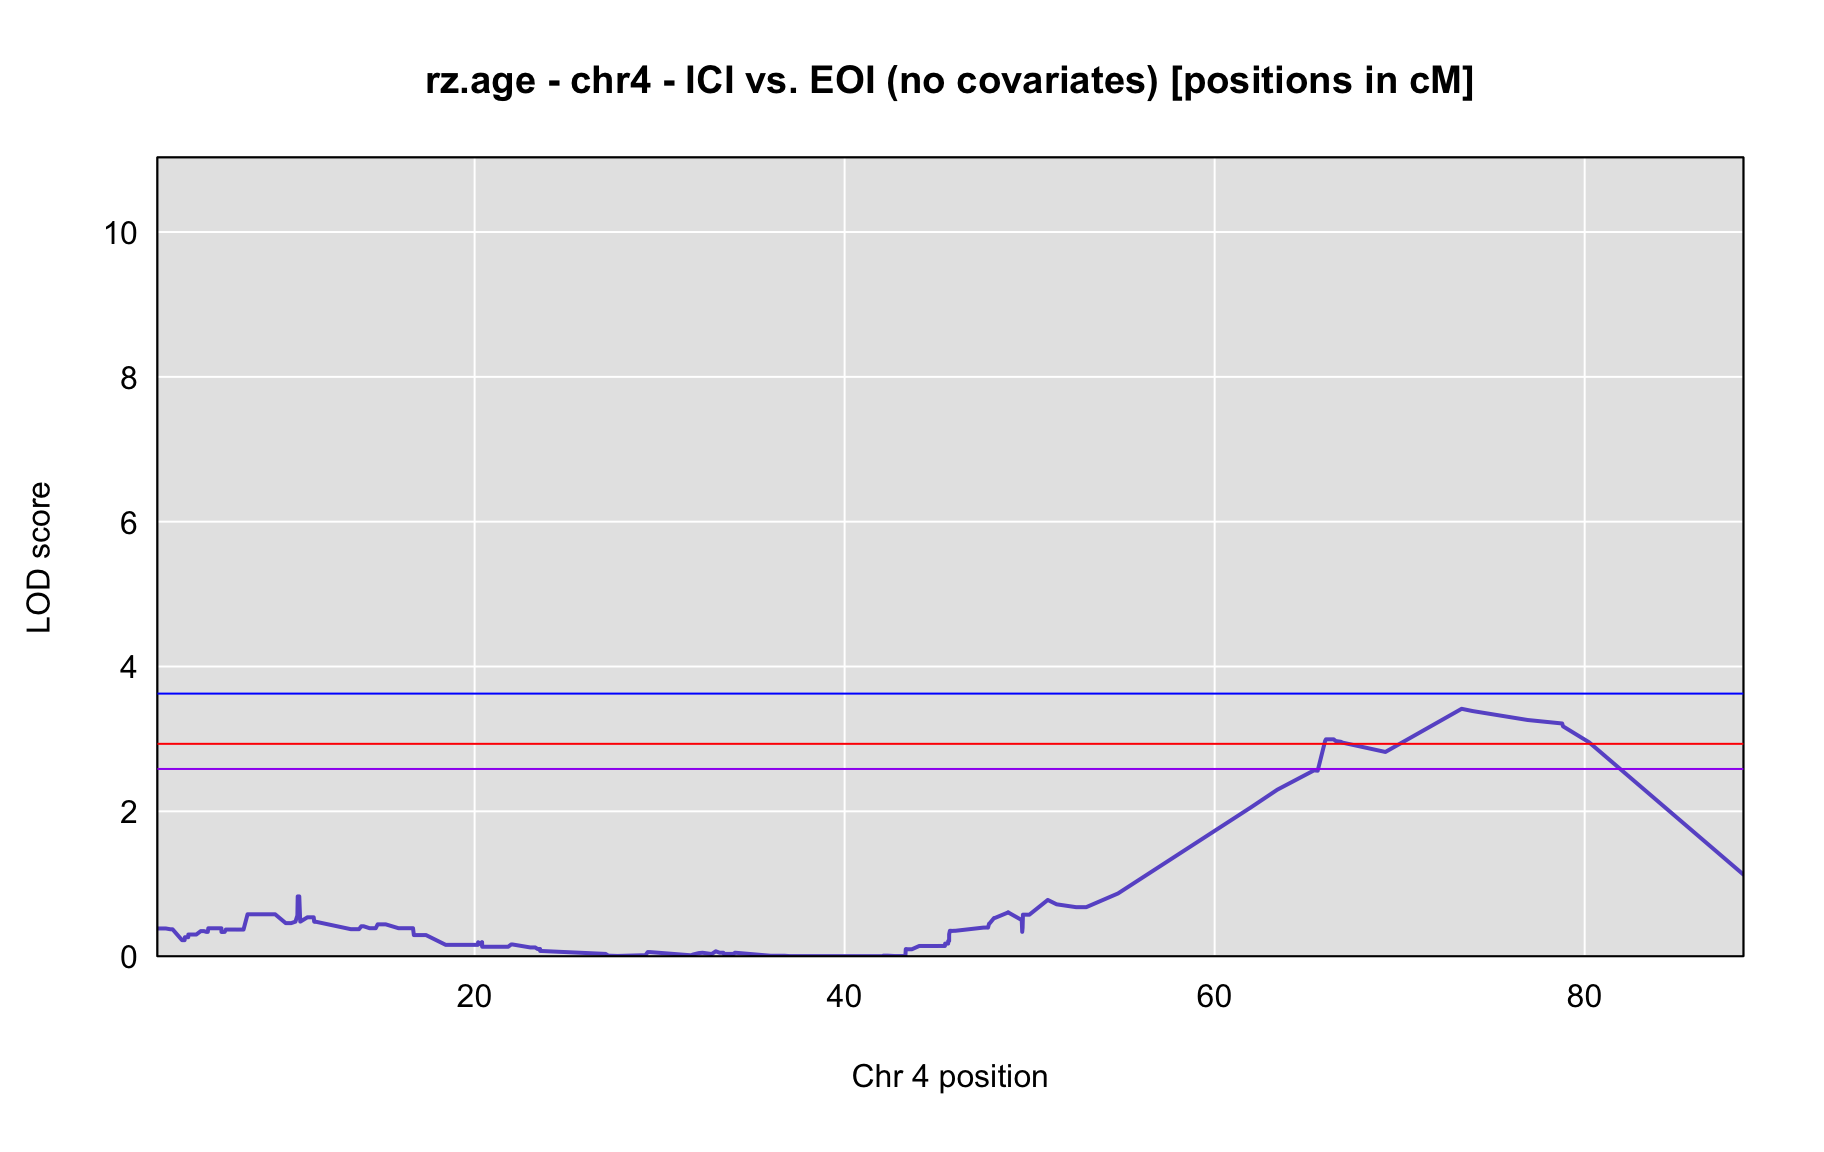 rz.age - chr4 - ICI vs. EOI (no covariates) [positions in cM]
10
8
6
4
2
0
LOD score
20 40 60 80
Chr 4 position